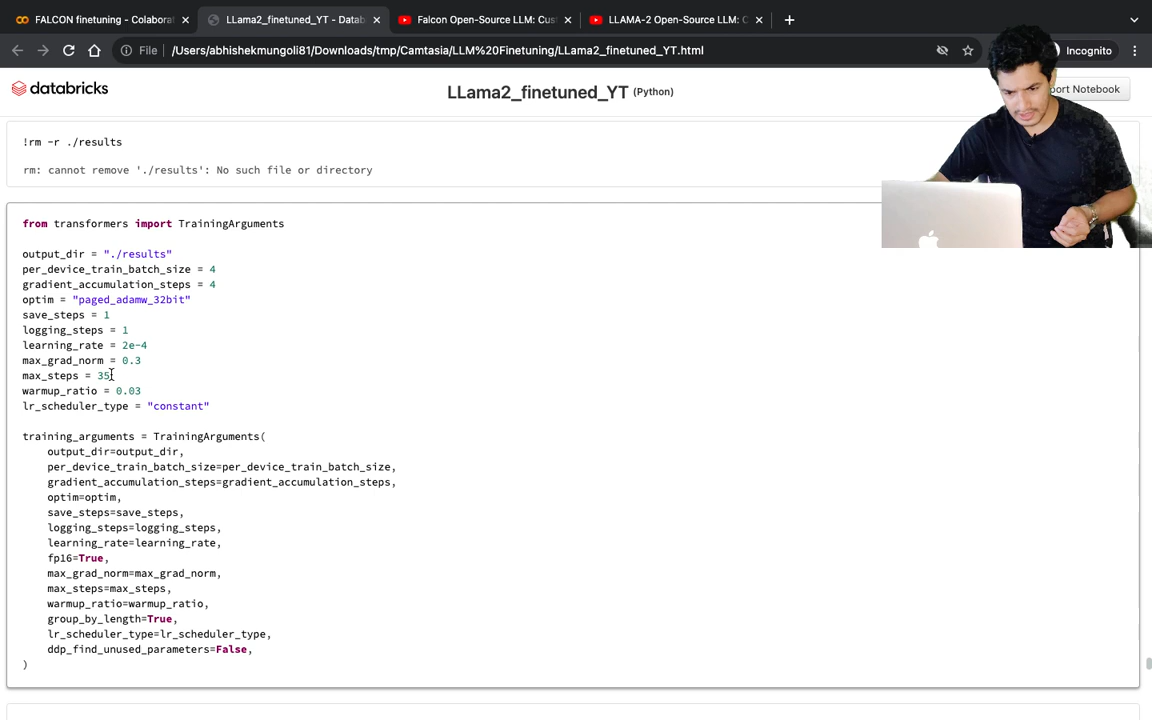 FALCON finetuning - Colabora
LLama2_finetuned_YT - Datab
Falcon Open-Source LLM: Cus
LLAMA-2 Open-Source LLM: C
File
/Users/abhishekmungoli81/Downloads/tmp/Camtasia/LLM%20Finetuning/LLama2_finetuned_YT.html
Incognito
databricks
LLama2_finetuned_YT (Python)
Notebook
!rm -r ./results
rm: cannot remove './results': No such file or directory
from transformers import TrainingArguments
output_dir = "./results"
per_device_train_batch_size = 4
gradient_accumulation_steps = 4
optim = "paged_adamw_32bit"
save_steps = 1
logging_steps = 1
learning_rate = 2e-4
max_grad_norm = 0.3
max_steps = 35
warmup_ratio = 0.03
lr_scheduler_type = "constant"
training_arguments = TrainingArguments(
output_dir=output_dir,
per_device_train_batch_size=per_device_train_batch_size,
gradient_accumulation_steps=gradient_accumulation_steps,
optim=optim,
save_steps=save_steps,
logging_steps=logging_steps,
learning_rate=learning_rate,
fp16=True,
max_grad_norm=max_grad_norm,
max_steps=max_steps,
warmup_ratio=warmup_ratio,
group_by_length=True,
lr_scheduler_type=lr_scheduler_type,
ddp_find_unused_parameters=False,
)